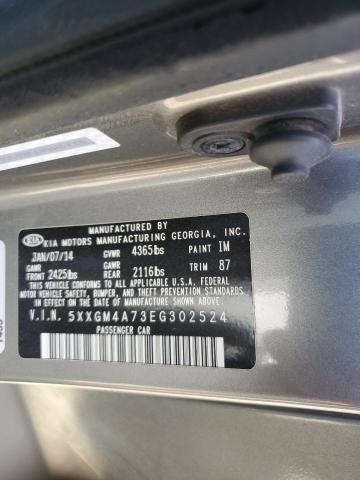 MANUFACTURED BY
KIA KIA MOTORS MANUFACTURING GEORGIA, INC.
JAN/07/14 GVWR 4365lbs PAINT IM
GAWR FRONT 2425lbs GAWR REAR 2116lbs TRIM 87
THIS VEHICLE CONFORMS TO ALL APPLICABLE U.S.A. FEDERAL
MOTOR VEHICLE SAFETY, BUMPER, AND THEFT PREVENTION
STANDARDS IN EFFECT ON THE DATE OF MANUFACTURE SHOWN ABOVE.
V.I.N. 5XXGM4A73EG302524
PASSENGER CAR